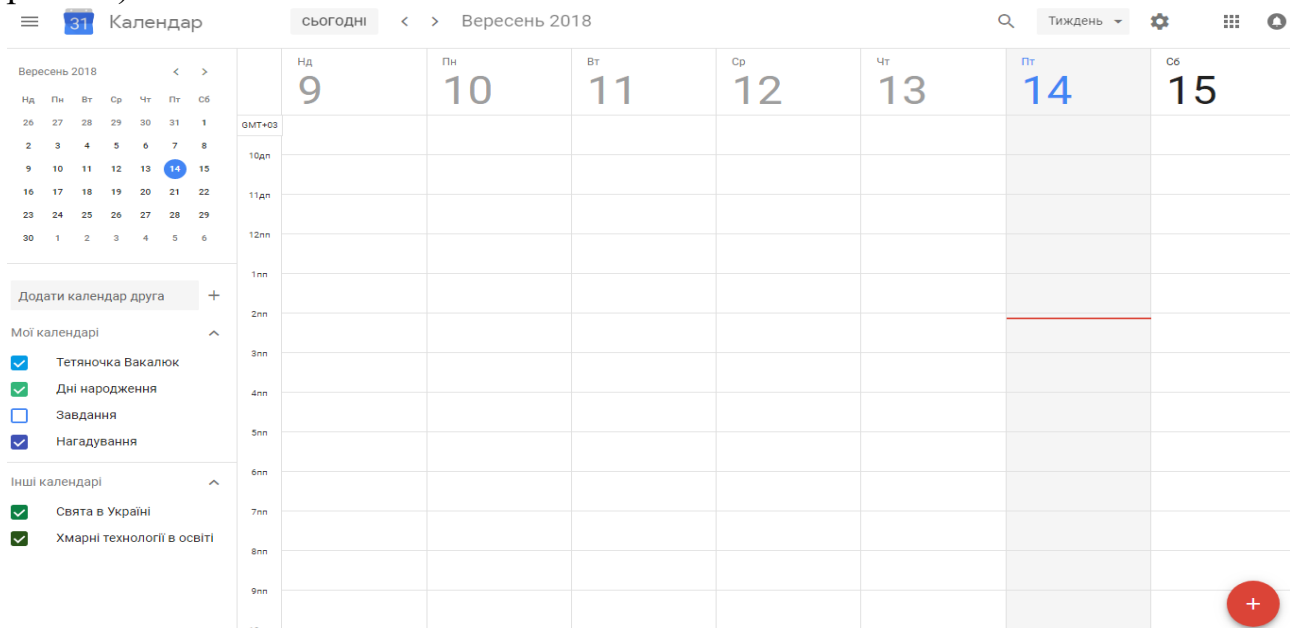 31 Календар СЬОГОДНІ < > Вересень 2018 Тиждень
Вересень 2018 < >
Нд Пн Вт Ср Чт Пт Сб
26 27 28 29 30 31 1
2 3 4 5 6 7 8
9 10 11 12 13 14 15
16 17 18 19 20 21 22
23 24 25 26 27 28 29
30 1 2 3 4 5 6
Додати календар друга +
Мої календарі
Тетяночка Вакалюк
Дні народження
Завдання
Нагадування
Інші календарі
Свята в Україні
Хмарні технології в освіті
Нд Пн Вт Ср Чт Пт Сб
9 10 11 12 13 14 15
GMT+03
10дп
11дп
12пп
1пп
2пп
3пп
4пп
5пп
6пп
7пп
8пп
9пп
+